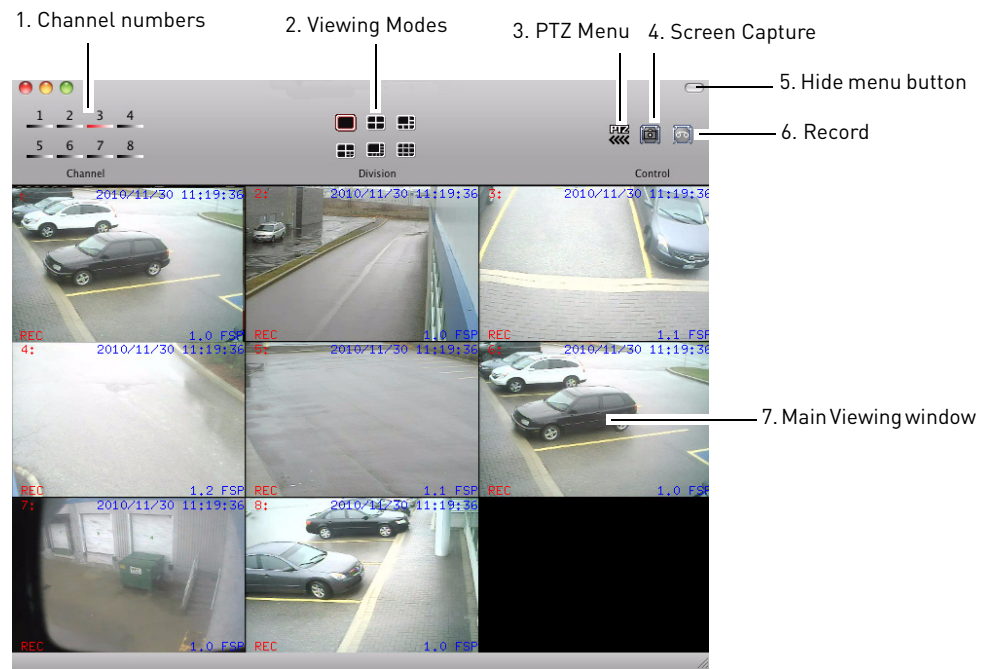 1. Channel numbers
2. Viewing Modes
3. PTZ Menu
4. Screen Capture
5. Hide menu button
6. Record
1 2 3 4
5 6 7 8
PTZ
Channel
Division
Control
2010/11/30 11:19:36
REC 1.0 FSP
2: 2010/11/30 11:19:36
REC 1.0 FSP
3: 2010/11/30 11:19:36
REC 1.1 FSP
4: 2010/11/30 11:19:36
REC 1.2 FSP
5: 2010/11/30 11:19:36
REC 1.1 FSP
6: 2010/11/30 11:19:36
REC 1.0 FSP
7. Main Viewing window
7: 2010/11/30 11:19:36
REC 1.0 FSP
8: 2010/11/30 11:19:36
REC 1.0 FSP